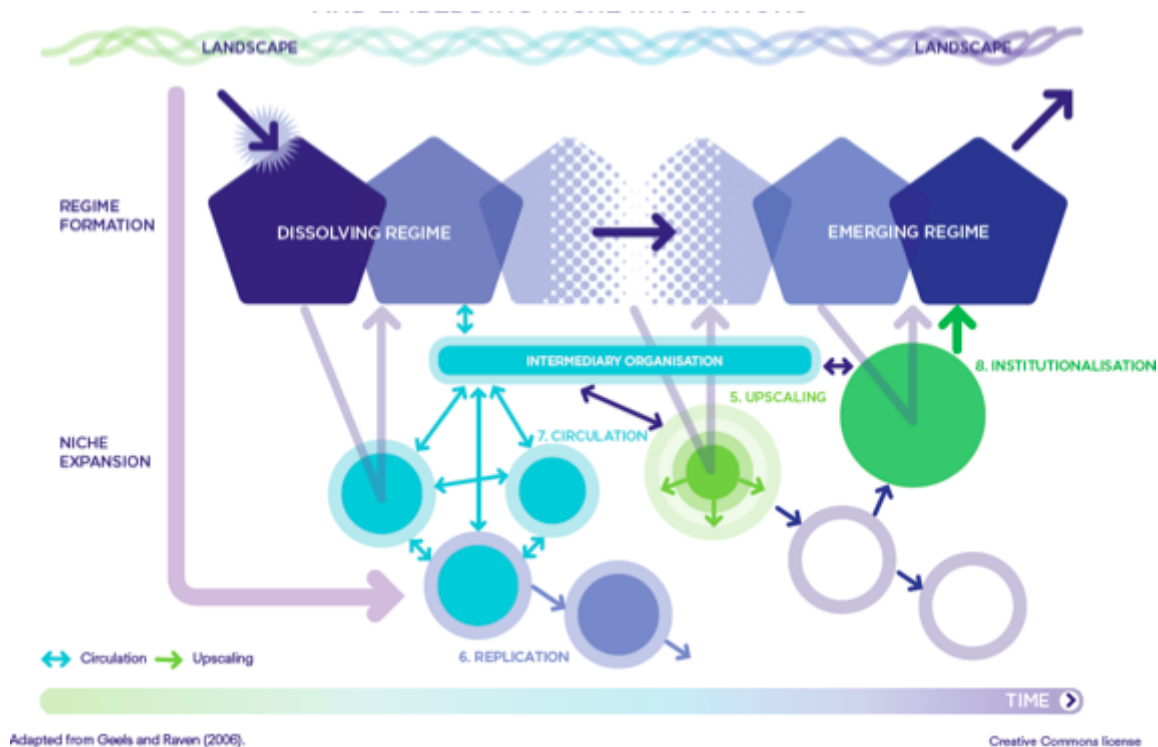 LANDSCAPE
LANDSCAPE
REGIME
FORMATION
DISSOLVING REGIME
EMERGING REGIME
INTERMEDIARY ORGANISATION
8. INSTITUTIONALISATION
5. UPSCALING
7. CIRCULATION
NICHE
EXPANSION
6. REPLICATION
Circulation
Upscaling
TIME
Adapted from Geels and Raven (2006).
Creative Commons license